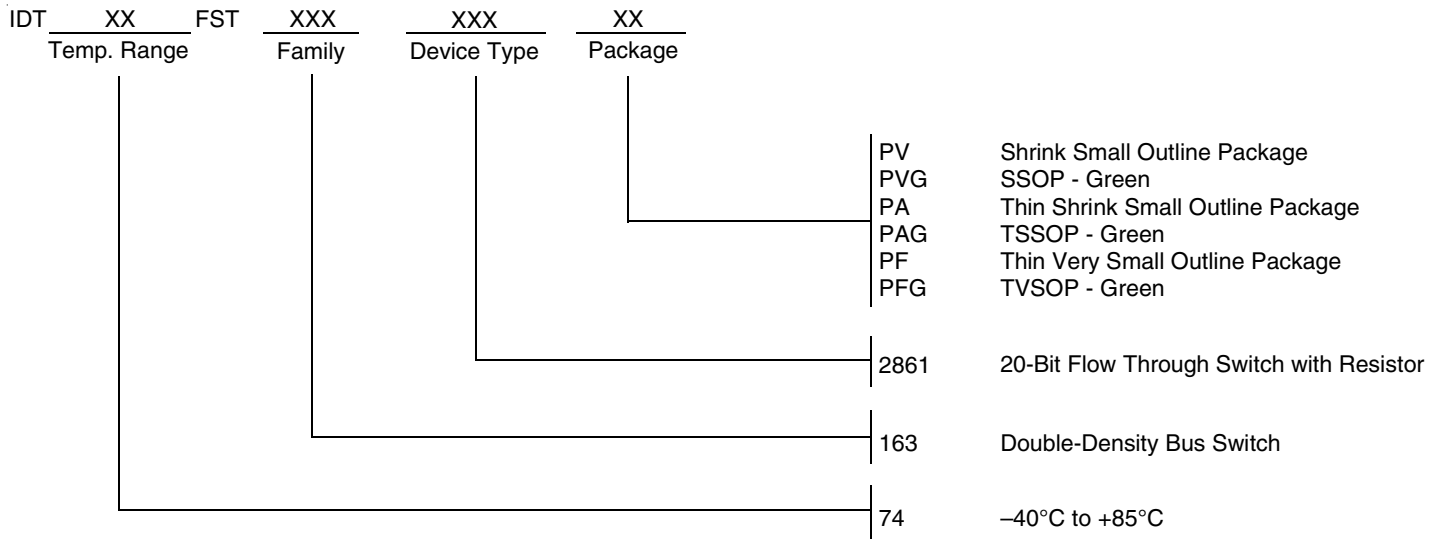 IDT XX FST XXX XXX XX
Temp. Range Family Device Type Package
PV Shrink Small Outline Package
PVG SSOP - Green
PA Thin Shrink Small Outline Package
PAG TSSOP - Green
PF Thin Very Small Outline Package
PFG TVSOP - Green
2861 20-Bit Flow Through Switch with Resistor
163 Double-Density Bus Switch
74 –40°C to +85°C